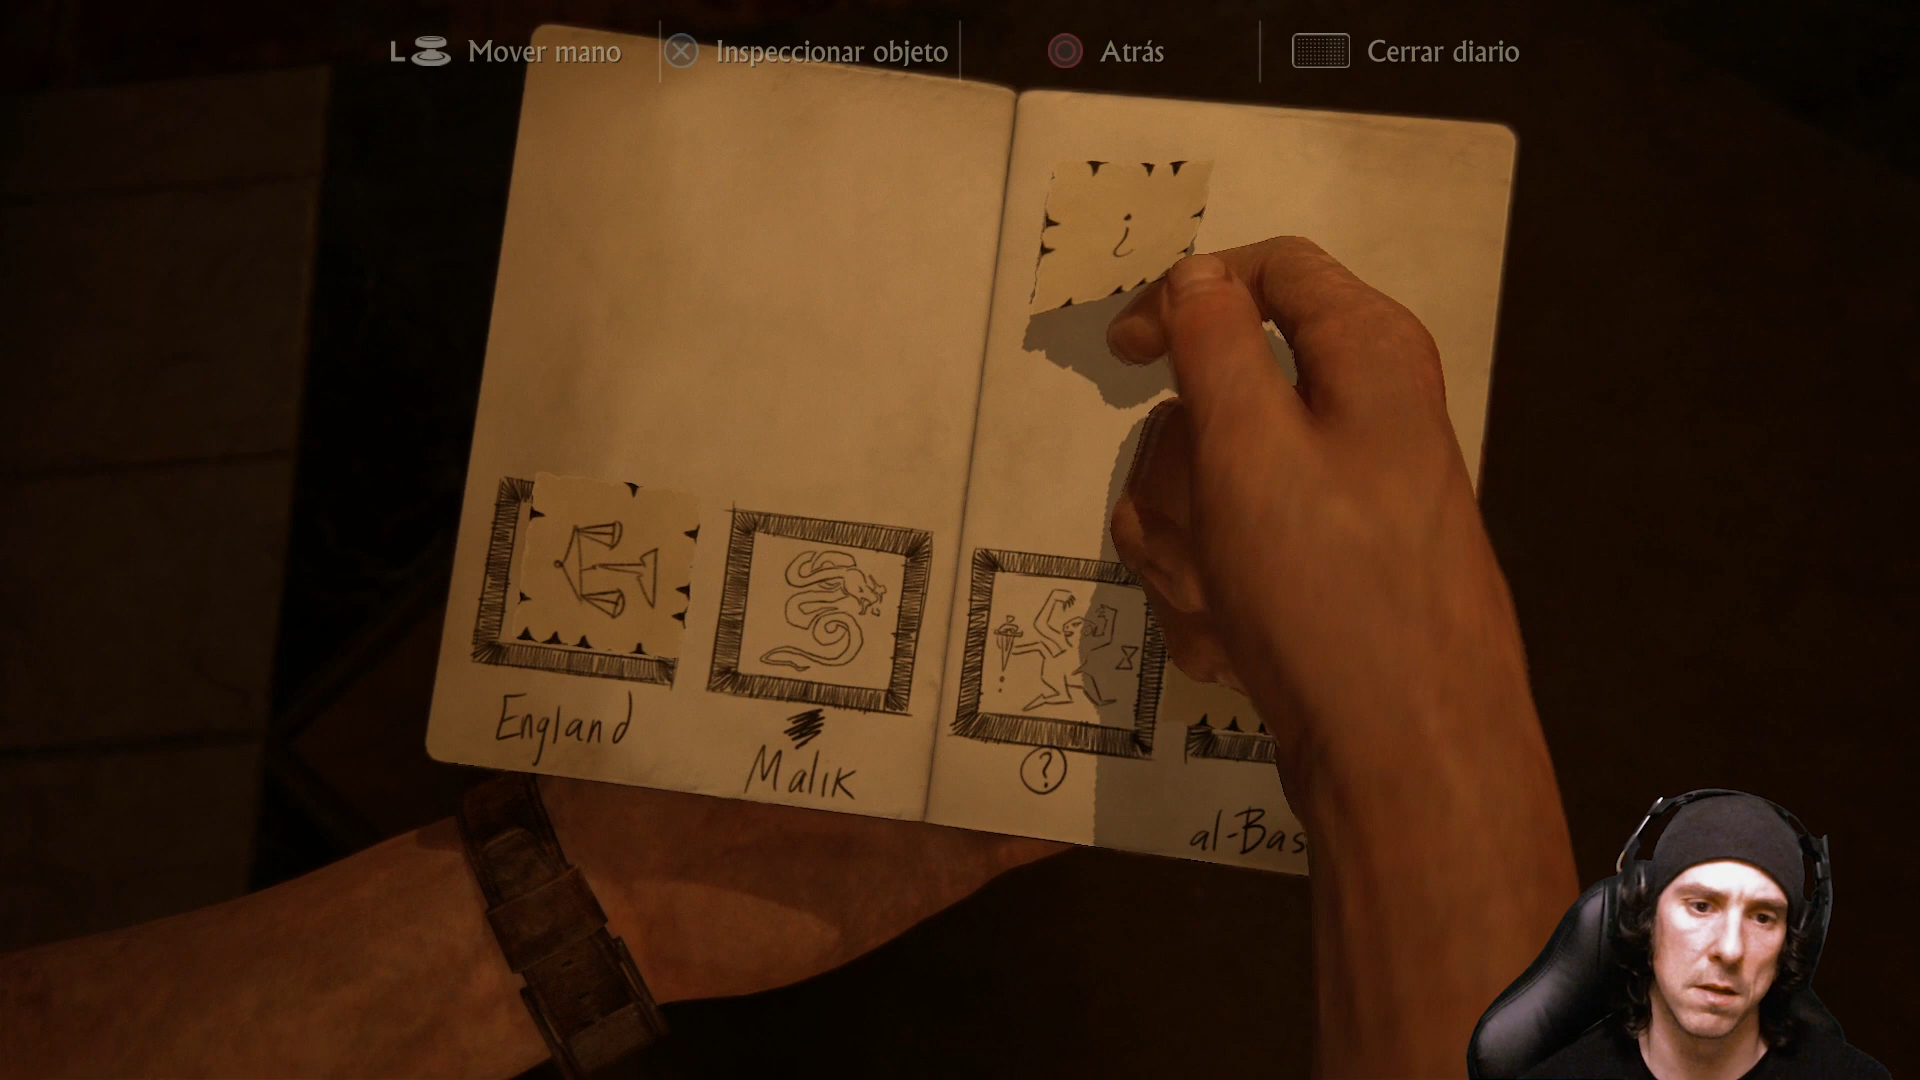 L Mover mano Inspeccionar objeto Atrás Cerrar diario
¿
England
Malik
?
al-Bas